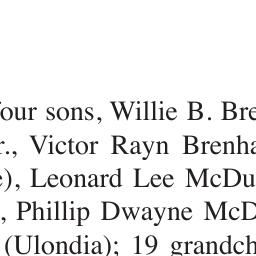 four sons, Willie B. Bre
r., Victor Rayn Brenha
e), Leonard Lee McDu
, Phillip Dwayne McD
(Ulondia); 19 grandch